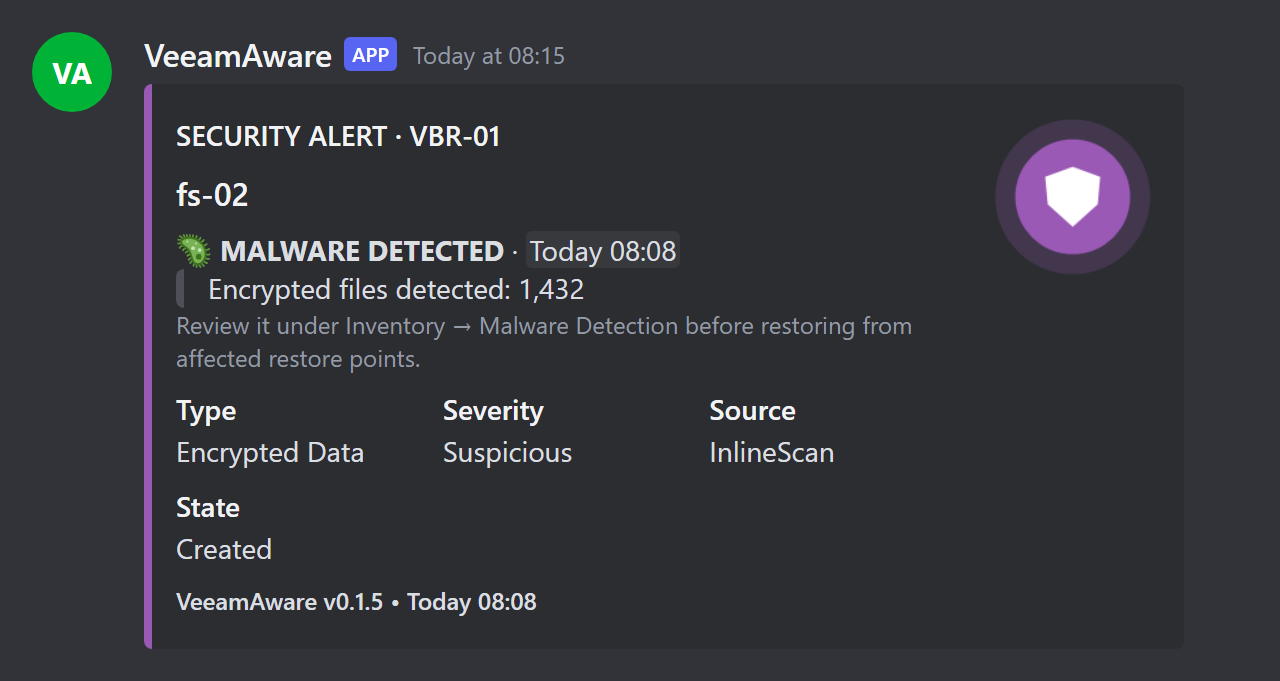 VA
VeeamAware APP Today at 08:15
SECURITY ALERT · VBR-01
fs-02
🦠 MALWARE DETECTED · Today 08:08
Encrypted files detected: 1,432
Review it under Inventory → Malware Detection before restoring from
affected restore points.
Type Severity Source
Encrypted Data Suspicious InlineScan
State
Created
VeeamAware v0.1.5 • Today 08:08